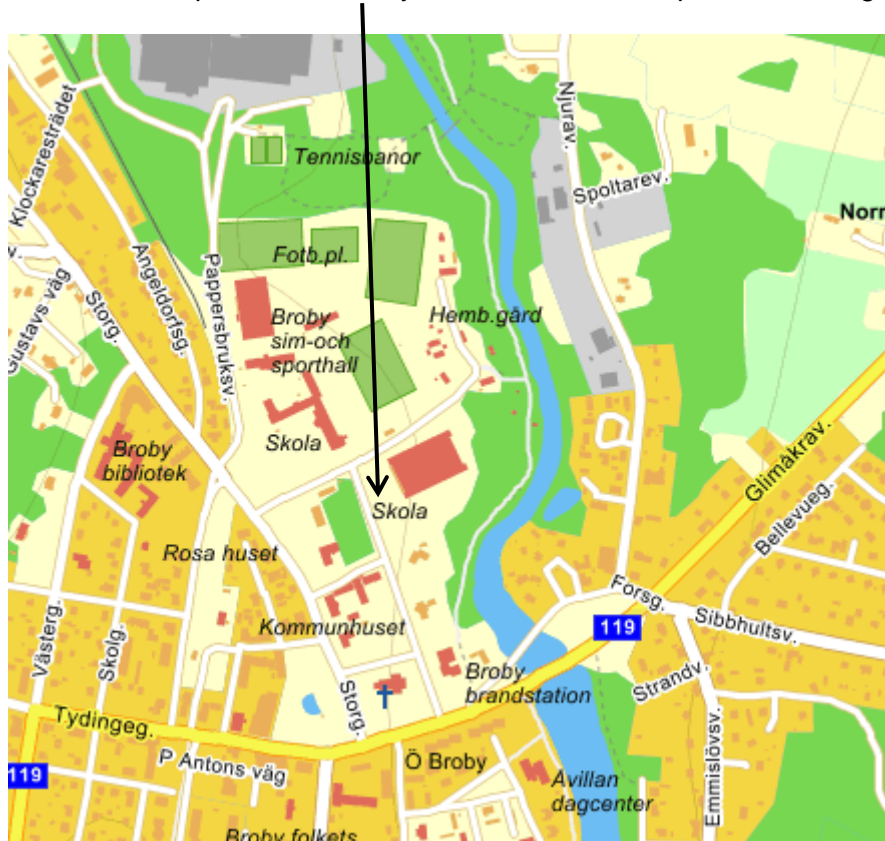 Njurav.
Klockaresträdet
Tennisbanor
Spoltarev.
Norr
Fotb.pl.
v.
Gustavs väg
Storg.
Angeldorfsg.
Pappersbruksv.
Broby
sim-och
sporthall
Hemb.gård
Skola
Broby
bibliotek
Glimåkrav.
Bellevueg.
Skola
Rosa huset
Forsg.
119
Sibbhultsv.
Kommunhuset
Västerg.
Skolg.
Broby
brandstation
Strandv.
Storg.
Tydingeg.
Emmislövsv.
P Antons väg
Ö Broby
119
Åvillan
dagcenter
Broby folkets